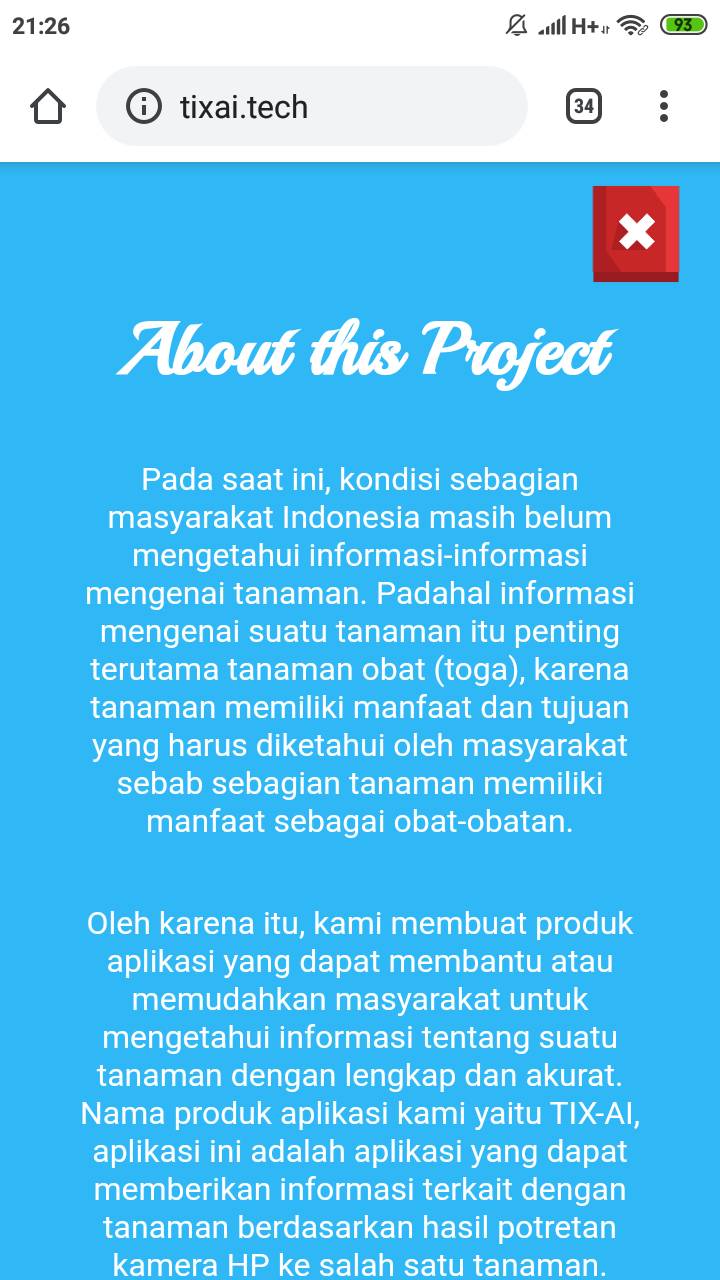 21:26
H+
93
tixai.tech
34
About this Project
Pada saat ini, kondisi sebagian
masyarakat Indonesia masih belum
mengetahui informasi-informasi
mengenai tanaman. Padahal informasi
mengenai suatu tanaman itu penting
terutama tanaman obat (toga), karena
tanaman memiliki manfaat dan tujuan
yang harus diketahui oleh masyarakat
sebab sebagian tanaman memiliki
manfaat sebagai obat-obatan.
Oleh karena itu, kami membuat produk
aplikasi yang dapat membantu atau
memudahkan masyarakat untuk
mengetahui informasi tentang suatu
tanaman dengan lengkap dan akurat.
Nama produk aplikasi kami yaitu TIX-AI,
aplikasi ini adalah aplikasi yang dapat
memberikan informasi terkait dengan
tanaman berdasarkan hasil potretan
kamera HP ke salah satu tanaman.